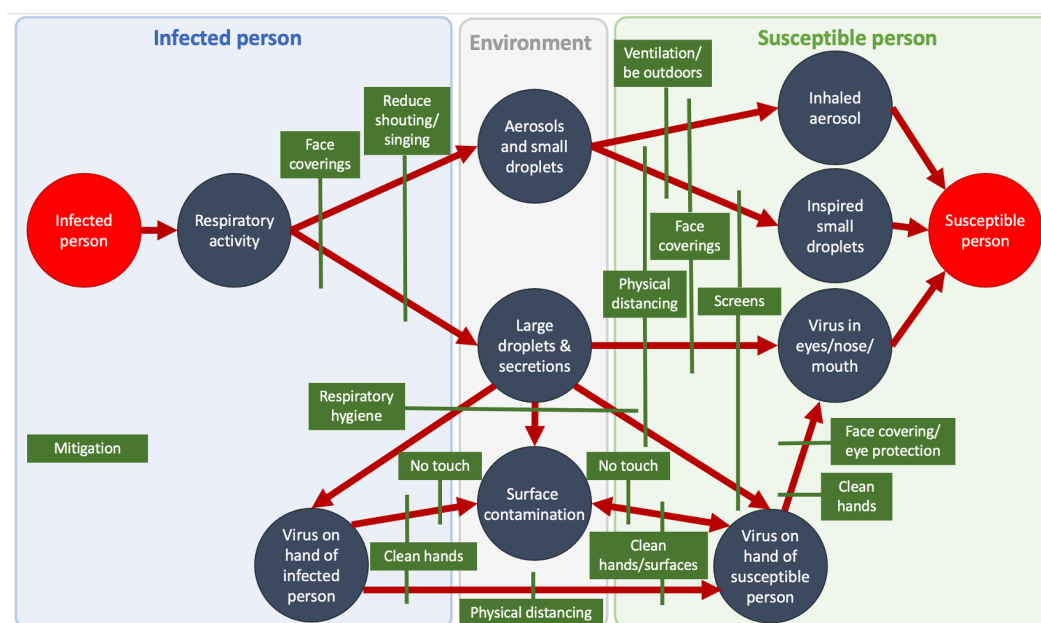 Infected person
Environment
Susceptible person
Ventilation/
be outdoors
Reduce
shouting/
singing
Face
coverings
Aerosols
and small
droplets
Inhaled
aerosol
Infected
person
Respiratory
activity
Inspired
small
droplets
Susceptible
person
Face
coverings
Physical
distancing
Screens
Large
droplets &
secretions
Virus in
eyes/nose/
mouth
Respiratory
hygiene
Mitigation
Face covering/
eye protection
No touch
No touch
Clean
hands
Surface
contamination
Virus on
hand of
infected
person
Clean hands
Clean
hands/surfaces
Virus on
hand of
susceptible
person
Physical distancing